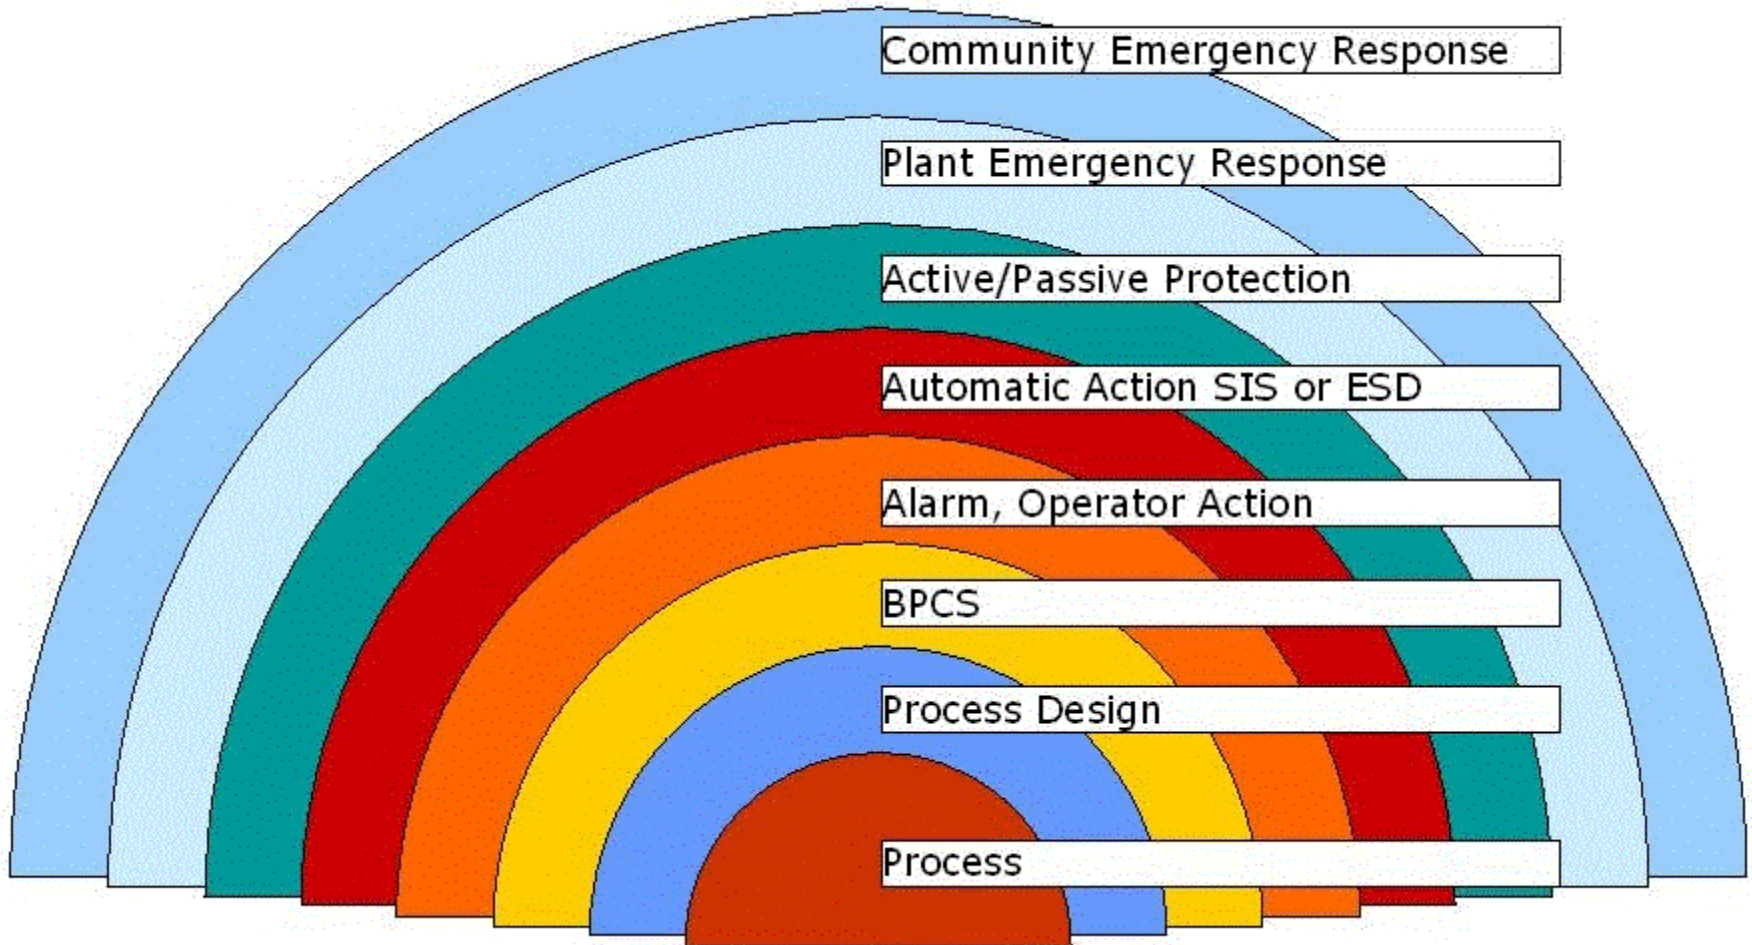 Community Emergency Response
Plant Emergency Response
Active/Passive Protection
Automatic Action SIS or ESD
Alarm, Operator Action
BPCS
Process Design
Process